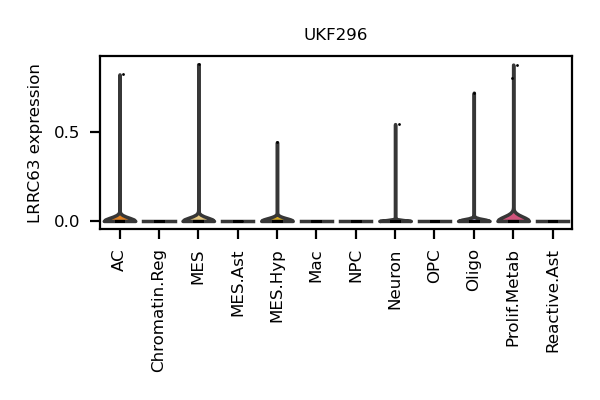 UKF296
LRRC63 expression
0.5
0.0
AC
Chromatin.Reg
MES
MES.Ast
MES.Hyp
Mac
NPC
Neuron
OPC
Oligo
Prolif.Metab
Reactive.Ast